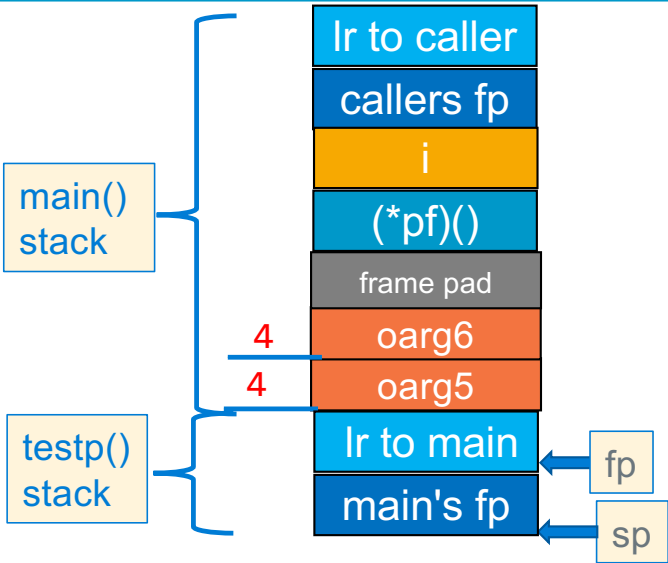 lr to caller
callers fp
i
main()
stack
(*pf)()
frame pad
4
oarg6
4
oarg5
testp()
stack
lr to main
fp
main's fp
sp